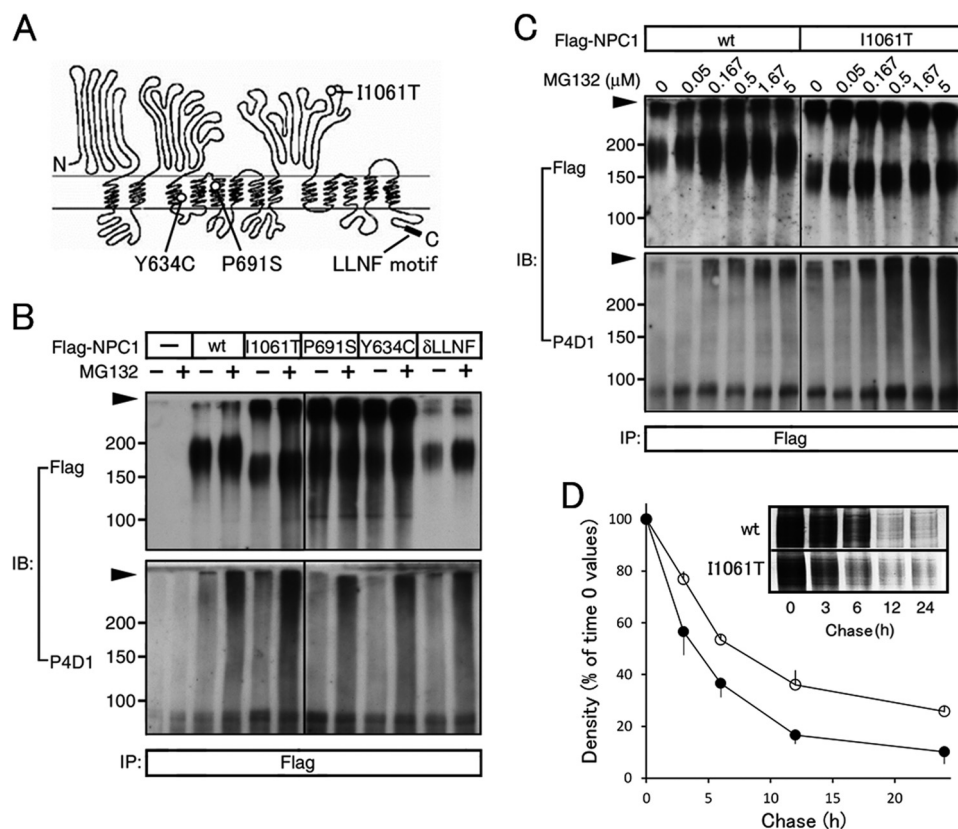 A
I1061T
N
C
Y634C
P691S
LLNF motif
B
Flag-NPC1
— wt I1061T P691S Y634C δLLNF
MG132 − + − + − + − + − + − +
200
150
100
Flag
IB:
200
150
100
P4D1
IP: Flag
C
Flag-NPC1 wt I1061T
MG132 (μM) 0 0.05 0.167 0.5 1.67 5 0 0.05 0.167 0.5 1.67 5
200
150
100
Flag
IB:
200
150
100
P4D1
IP: Flag
D
Density (% of time 0 values)
100
80
60
40
20
0
wt
I1061T
0 3 6 12 24
Chase (h)
0 5 10 15 20
Chase (h)